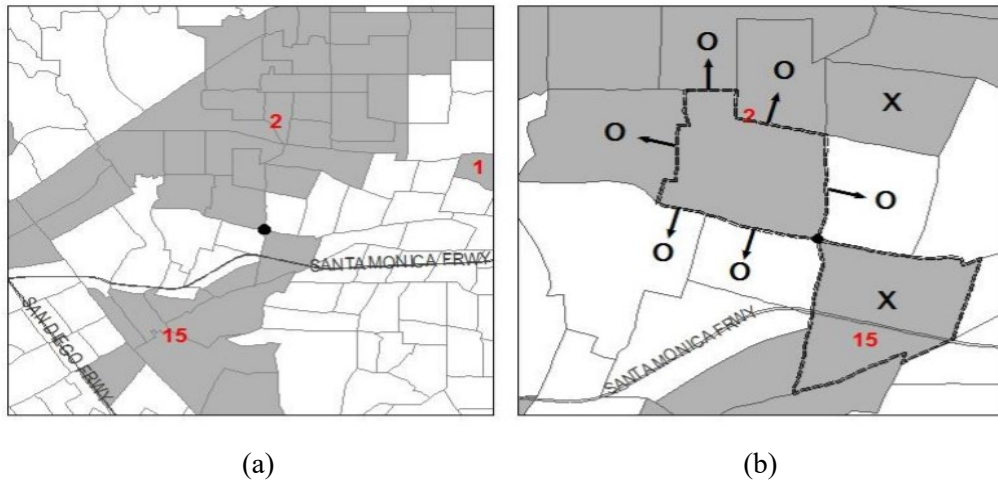 2
1
SANTA MONICA FRWY
15
SAN DIEGO FRWY
(a)
O
O
X
2
O
O
O
O
X
SANTA MONICA FRWY
15
(b)